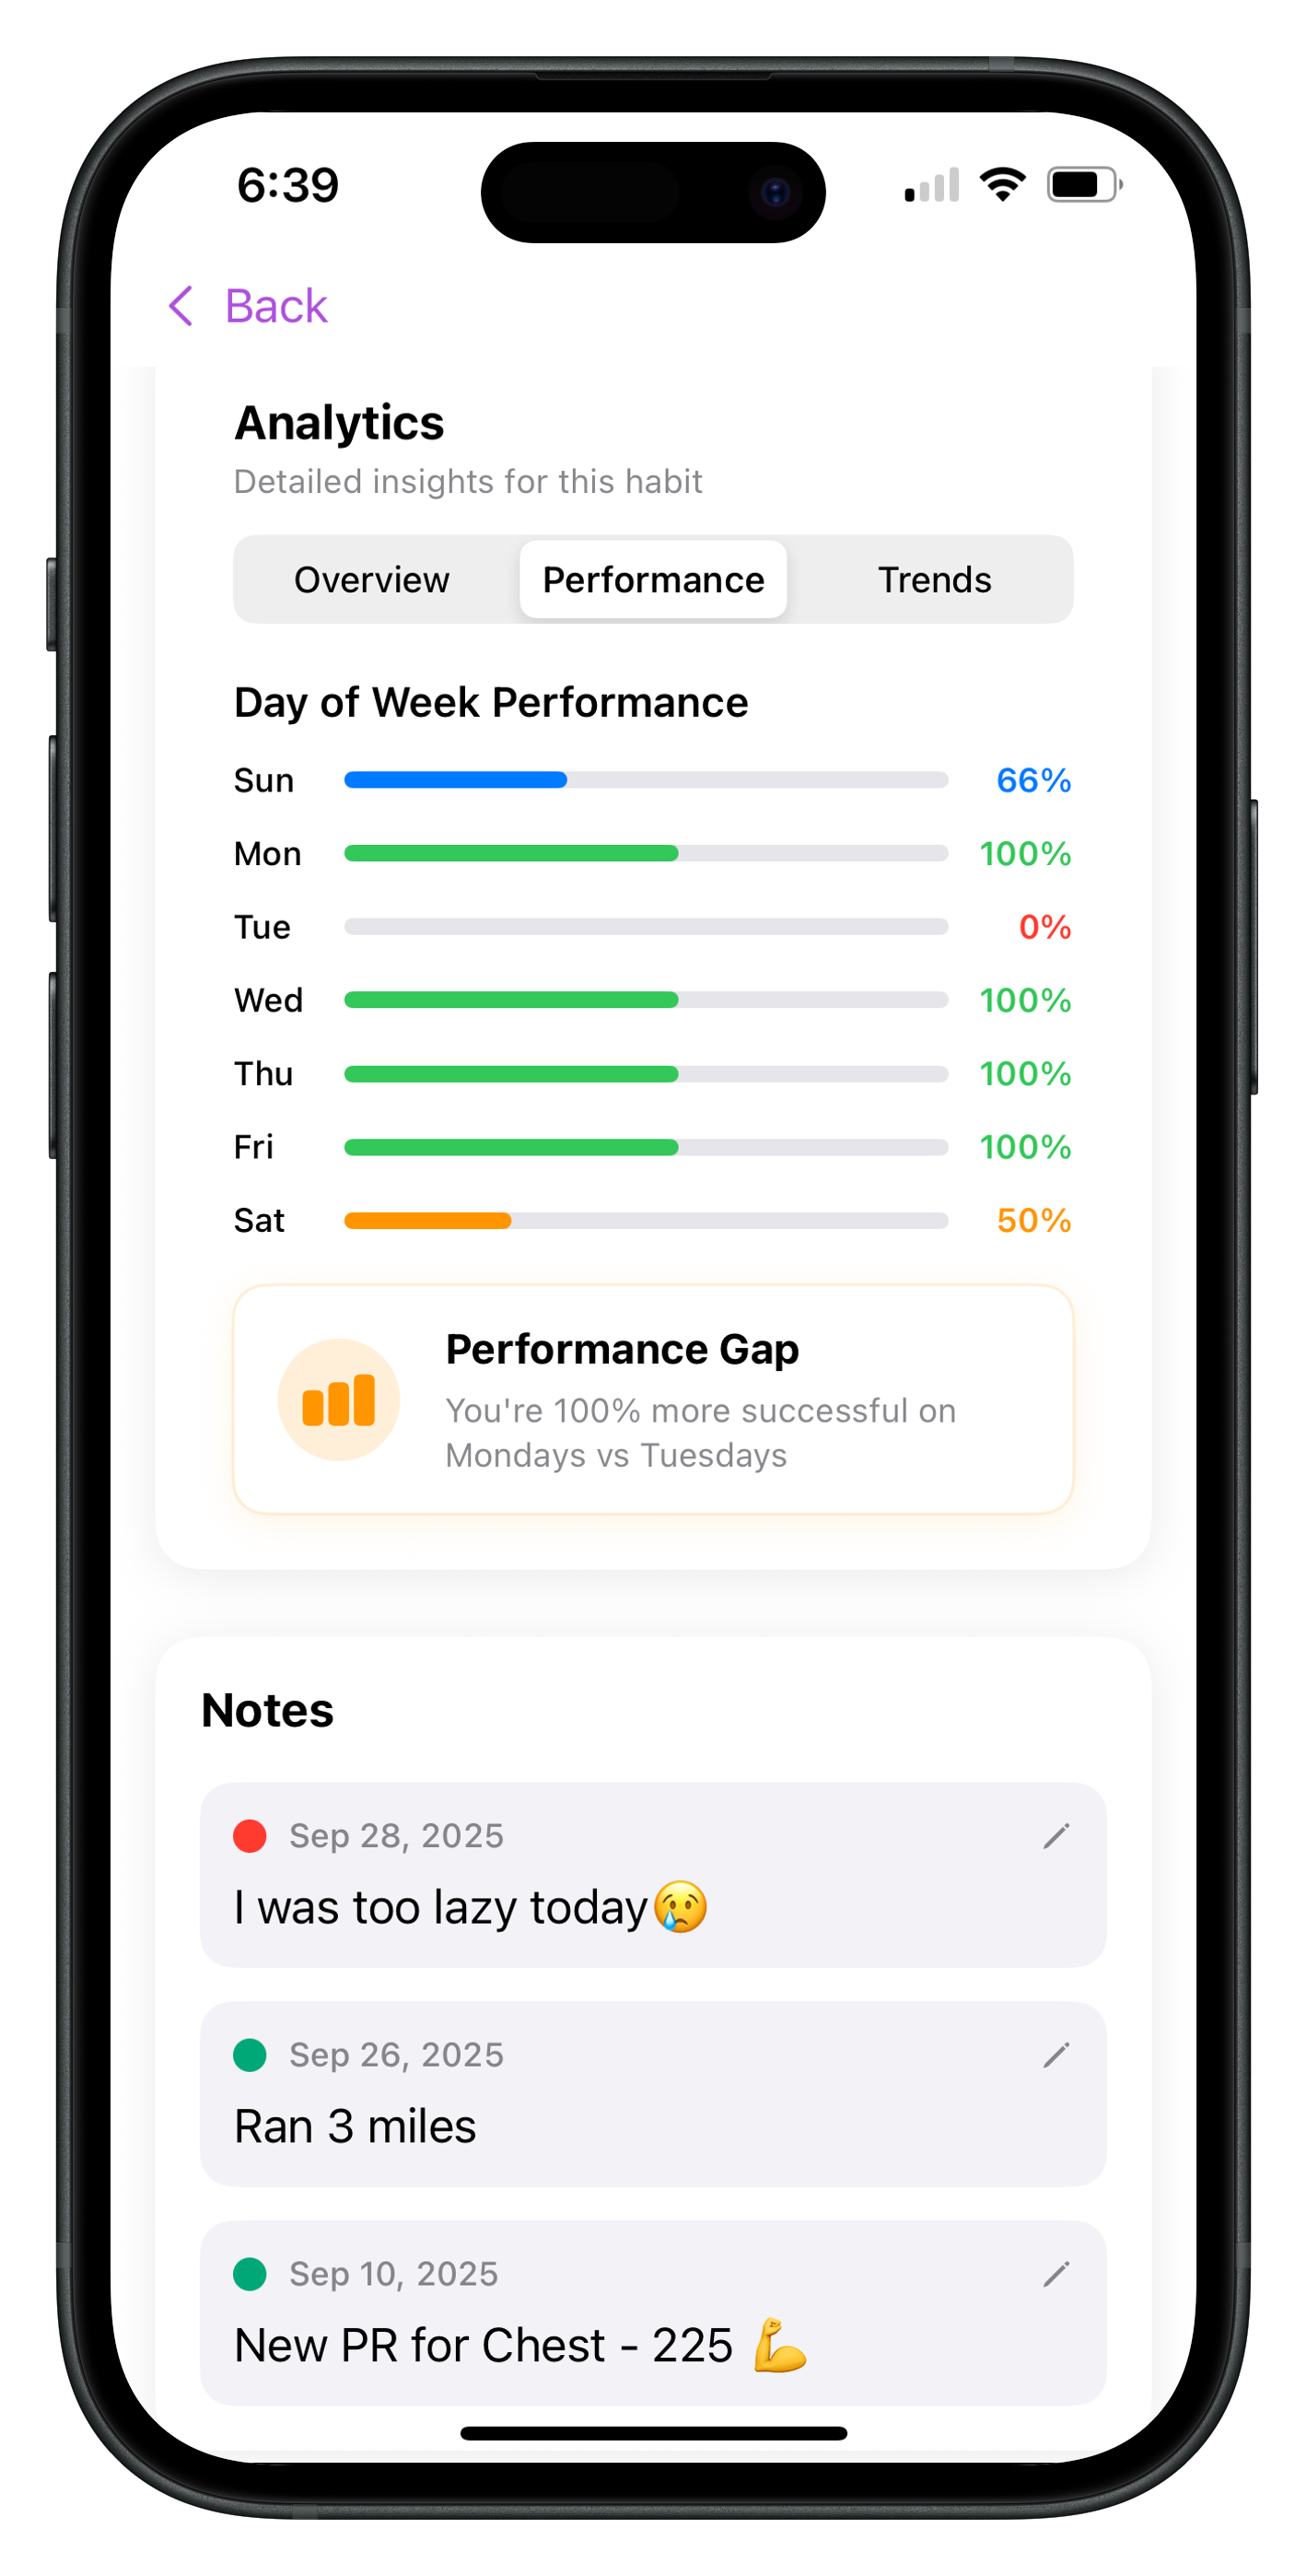 6:39
Back
Analytics
Detailed insights for this habit
Overview Performance Trends
Day of Week Performance
Sun 66%
Mon 100%
Tue 0%
Wed 100%
Thu 100%
Fri 100%
Sat 50%
Performance Gap
You're 100% more successful on
Mondays vs Tuesdays
Notes
Sep 28, 2025
I was too lazy today😢
Sep 26, 2025
Ran 3 miles
Sep 10, 2025
New PR for Chest - 225 💪